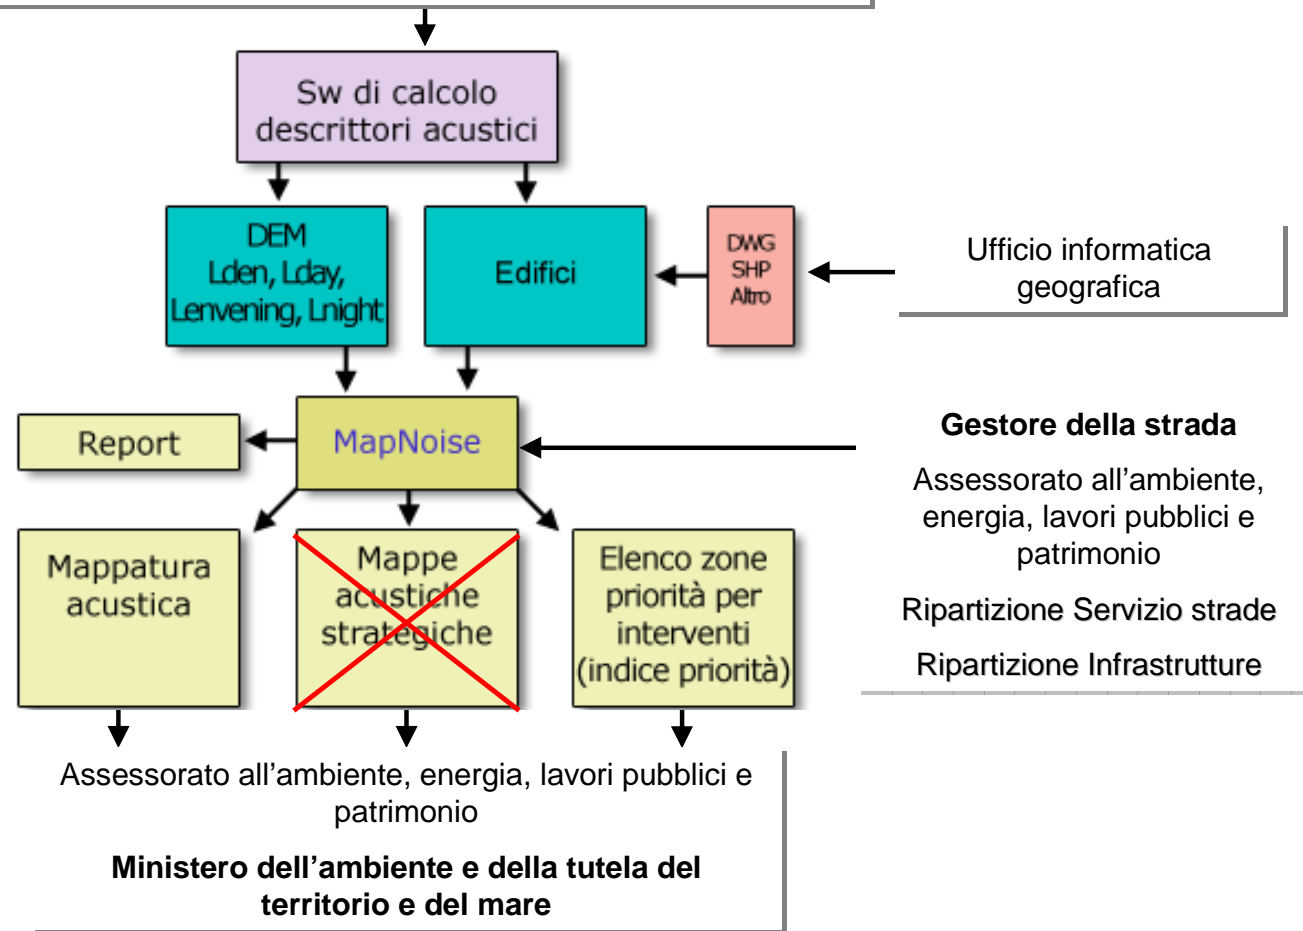 Sw di calcolo
descrittori acustici
DEM
Lden, Lday,
Lenvening, Lnight
Edifici
DWG
SHP
Altro
Ufficio informatica
geografica
Report
MapNoise
Gestore della strada
Assessorato all’ambiente,
energia, lavori pubblici e
patrimonio
Ripartizione Servizio strade
Ripartizione Infrastrutture
Mappatura
acustica
Mappe
acustiche
strategiche
Elenco zone
priorità per
interventi
(indice priorità)
Assessorato all’ambiente, energia, lavori pubblici e
patrimonio
Ministero dell’ambiente e della tutela del
territorio e del mare